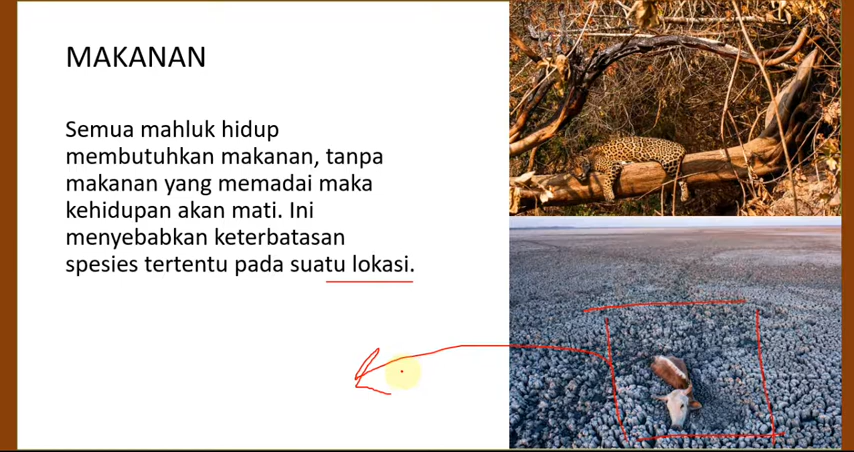 MAKANAN
Semua mahluk hidup
membutuhkan makanan, tanpa
makanan yang memadai maka
kehidupan akan mati. Ini
menyebabkan keterbatasan
spesies tertentu pada suatu lokasi.